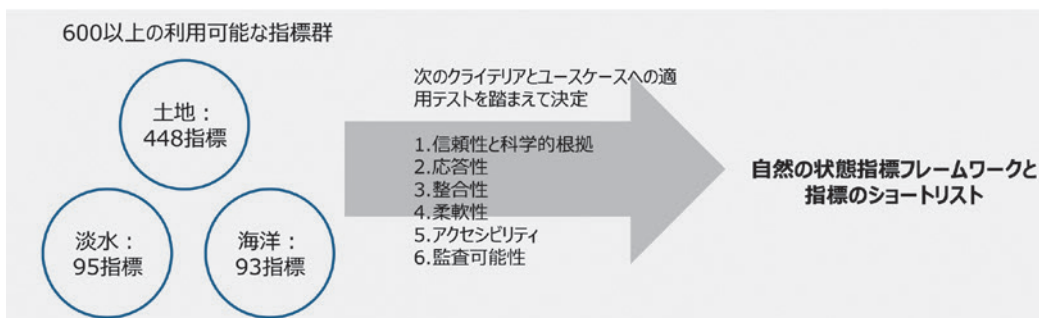 600以上の利用可能な指標群
土地：
448指標
淡水：
95指標
海洋：
93指標
次のクライテリアとユースケースへの適
用テストを踏まえて決定
1.信頼性と科学的根拠
2.応答性
3.整合性
4.柔軟性
5.アクセシビリティ
6.監査可能性
自然の状態指標フレームワークと
指標のショートリスト